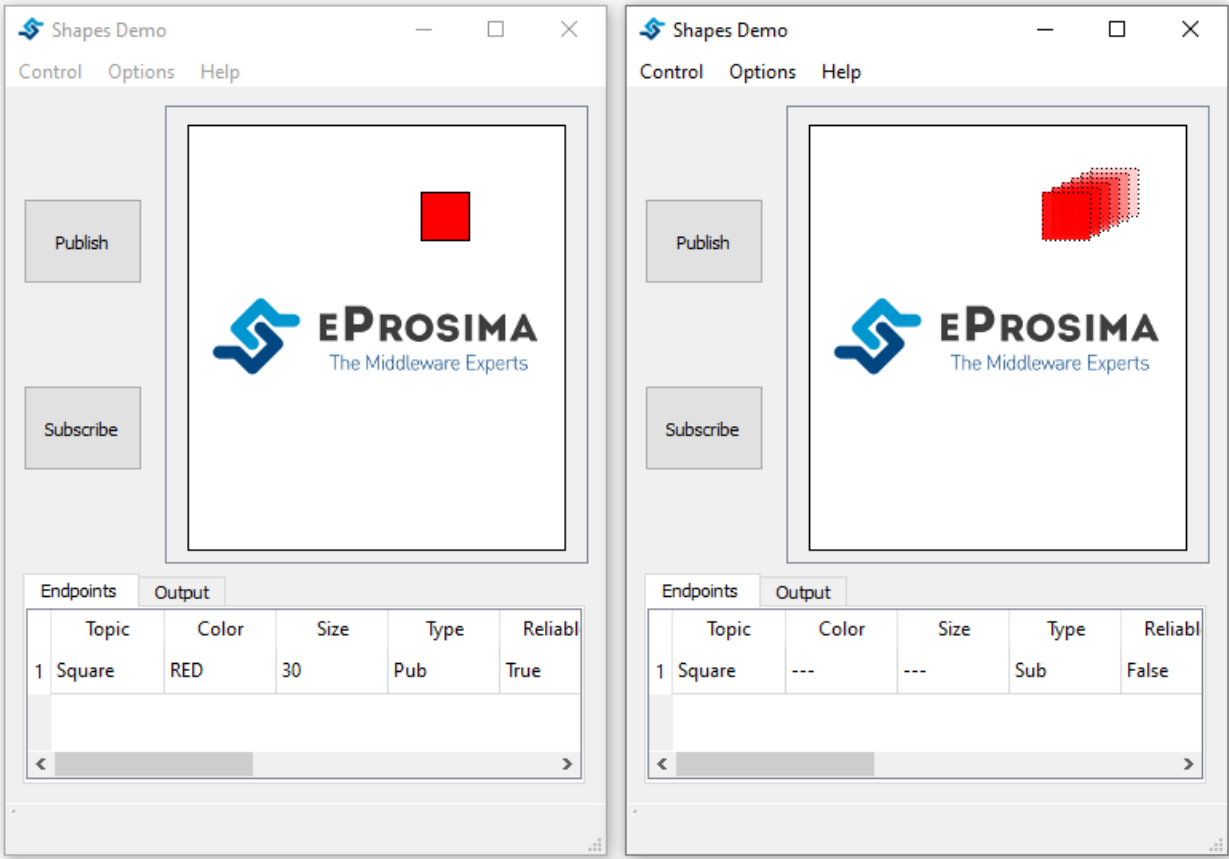 Shapes Demo
Control Options Help
Publish
EPROSIMA
The Middleware Experts
Subscribe
Endpoints Output
Topic Color Size Type Reliabl
1 Square RED 30 Pub True
Shapes Demo
Control Options Help
Publish
EPROSIMA
The Middleware Experts
Subscribe
Endpoints Output
Topic Color Size Type Reliabl
1 Square --- --- Sub False